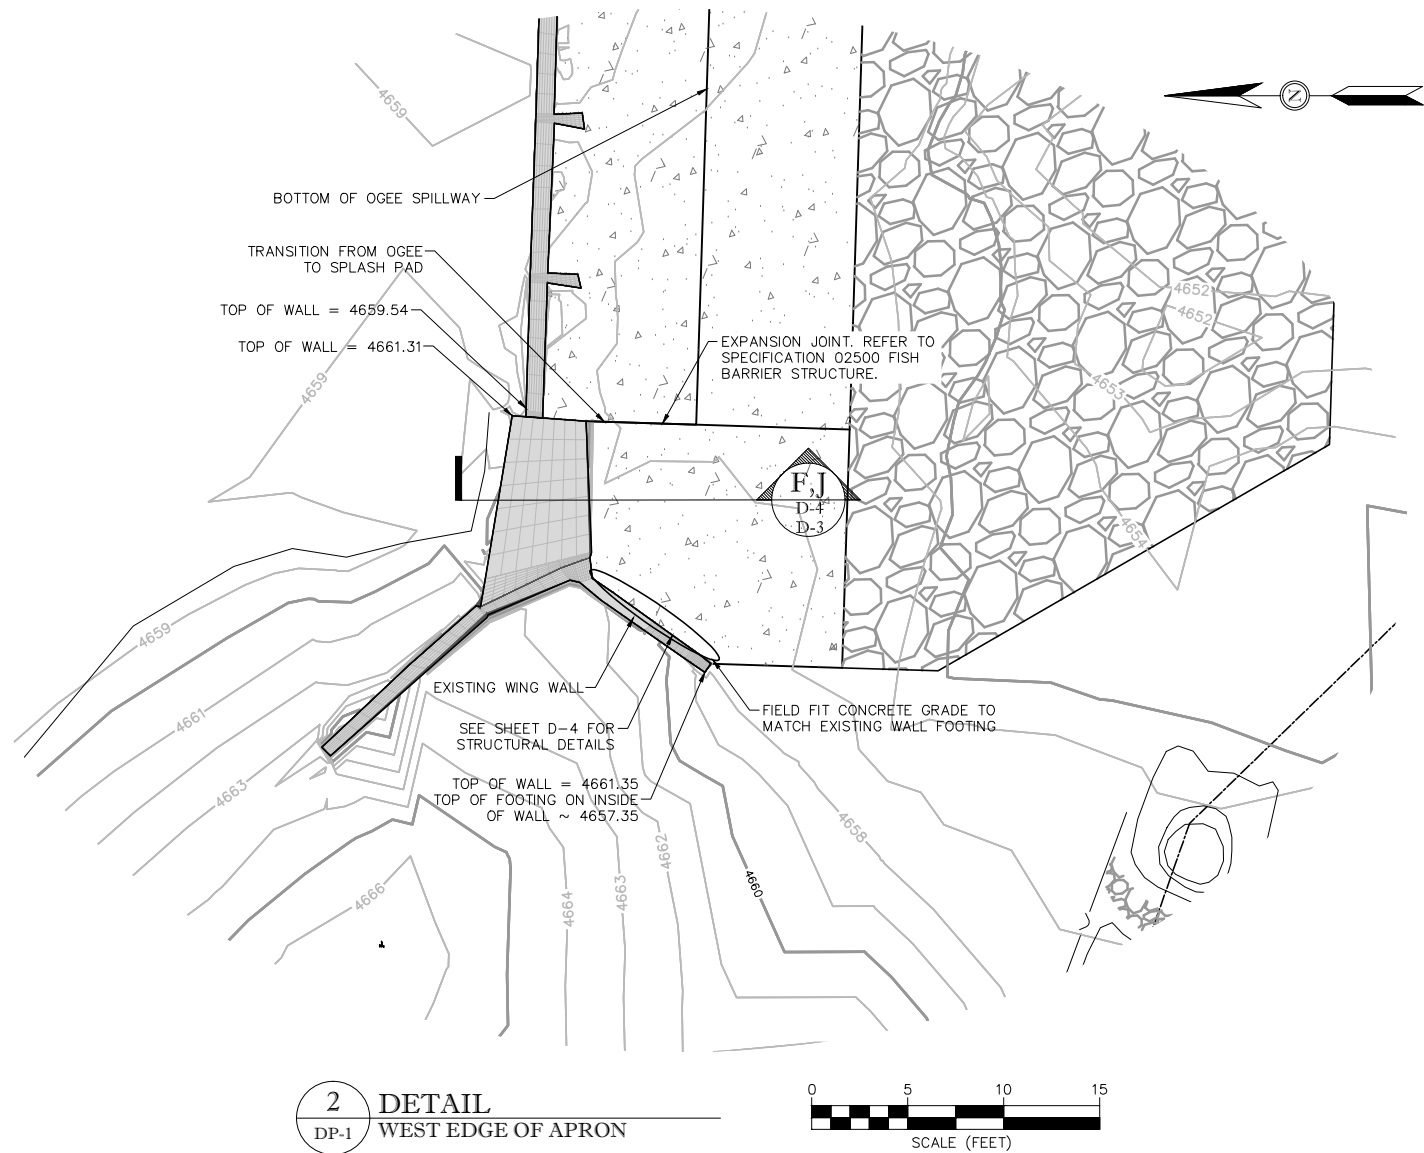 4659
N
BOTTOM OF OGEE SPILLWAY
TRANSITION FROM OGEE
TO SPLASH PAD
4652
TOP OF WALL = 4659.54
4652
TOP OF WALL = 4661.31
EXPANSION JOINT. REFER TO
SPECIFICATION 02500 FISH
BARRIER STRUCTURE.
4659
4653
F,J
D-4
D-3
4654
4659
EXISTING WING WALL
4661
FIELD FIT CONCRETE GRADE TO
MATCH EXISTING WALL FOOTING
SEE SHEET D-4 FOR
STRUCTURAL DETAILS
4663
TOP OF WALL = 4661.35
TOP OF FOOTING ON INSIDE
OF WALL ~ 4657.35
4658
4662
4660
4663
4664
4666
2
DP-1
DETAIL
WEST EDGE OF APRON
0 5 10 15
SCALE (FEET)